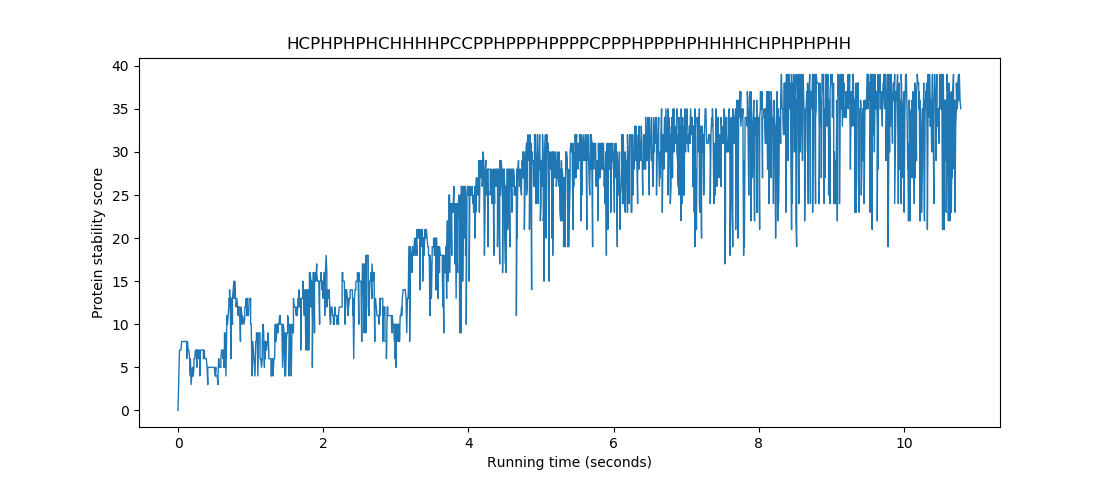 HCPHPHPHCHHHHPCCPPHPPPHPPPPCPPPHPPPHPHHHHCHPHPHPHH
40
35
30
25
20
15
10
5
0
Protein stability score
0 2 4 6 8 10
Running time (seconds)